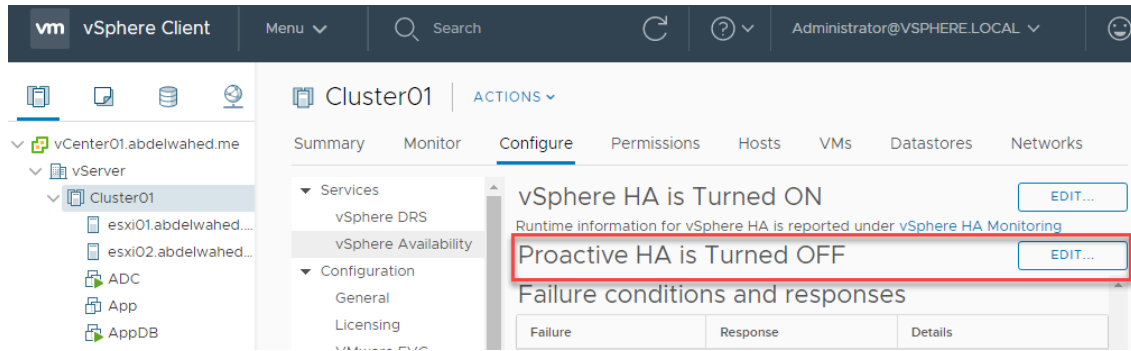 vm vSphere Client Menu Search Administrator@VSPHERE.LOCAL
Cluster01 ACTIONS
Summary Monitor Configure Permissions Hosts VMs Datastores Networks
vCenter01.abdelwahed.me
vServer
Cluster01
esxi01.abdelwahed....
esxi02.abdelwahed...
ADC
App
AppDB
Services
vSphere DRS
vSphere Availability
Configuration
General
Licensing
VMware EVC
vSphere HA is Turned ON EDIT...
Runtime information for vSphere HA is reported under vSphere HA Monitoring
Proactive HA is Turned OFF EDIT...
Failure conditions and responses
Failure Response Details